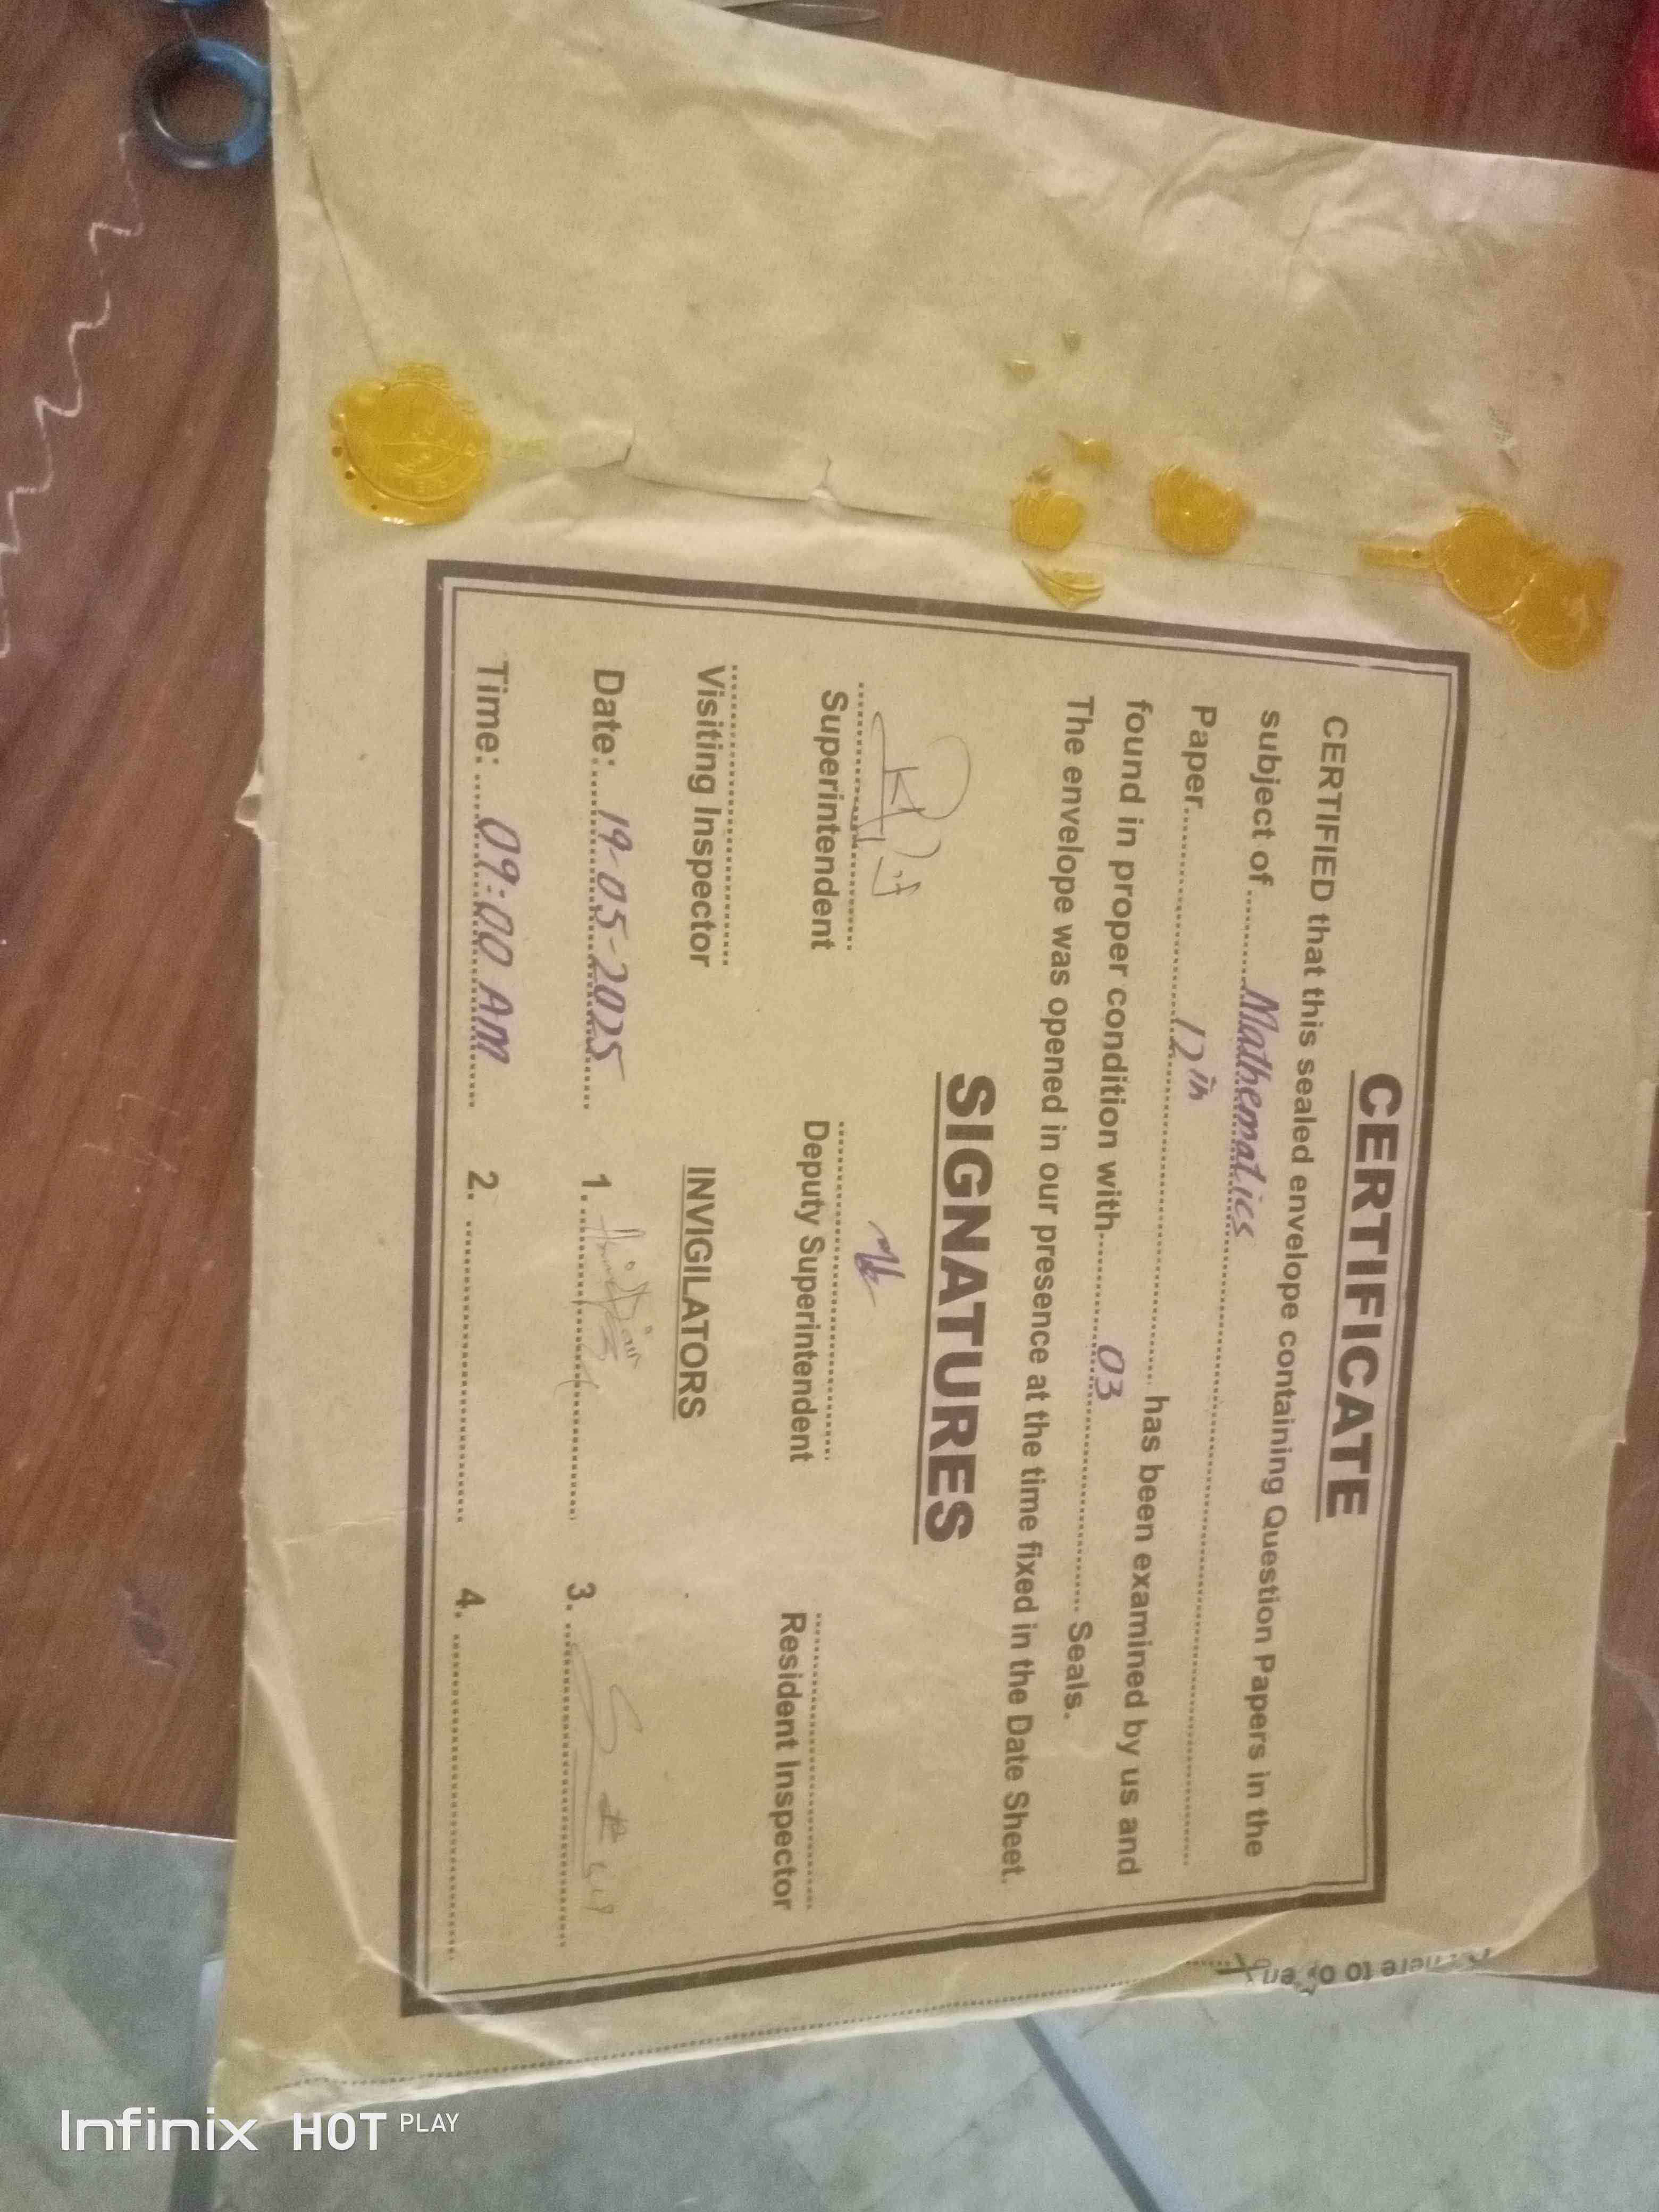 CERTIFICATE
CERTIFIED that this sealed envelope containing Question Papers in the
subject of Mathematics
Paper 12th has been examined by us and
found in proper condition with 03 Seals.
The envelope was opened in our presence at the time fixed in the Date Sheet.
SIGNATURES
Superintendent Deputy Superintendent Resident Inspector
Visiting Inspector INVIGILATORS
Date: 19-05-2025 1. 3.
Time: 09:00 AM 2. 4.
here to open
Infinix HOT PLAY